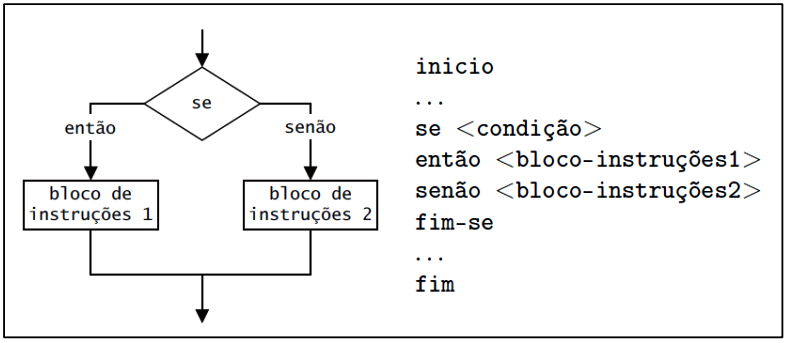 se
então
senão
bloco de
instruções 1
bloco de
instruções 2
inicio
...
se <condição>
então <bloco-instruções1>
senão <bloco-instruções2>
fim-se
...
fim